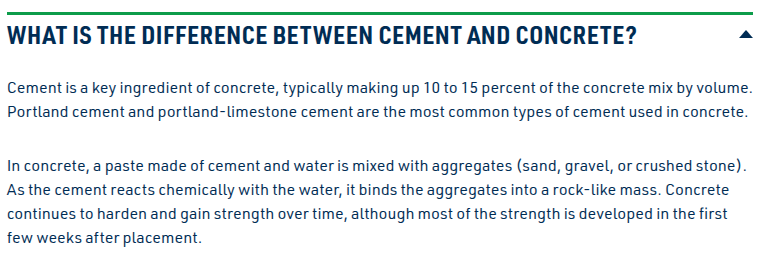 WHAT IS THE DIFFERENCE BETWEEN CEMENT AND CONCRETE?
Cement is a key ingredient of concrete, typically making up 10 to 15 percent of the concrete mix by volume.
Portland cement and portland-limestone cement are the most common types of cement used in concrete.
In concrete, a paste made of cement and water is mixed with aggregates (sand, gravel, or crushed stone).
As the cement reacts chemically with the water, it binds the aggregates into a rock-like mass. Concrete
continues to harden and gain strength over time, although most of the strength is developed in the first
few weeks after placement.